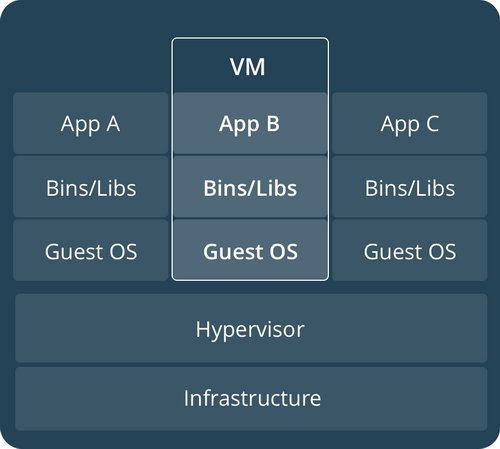 VM
App A
App B
App C
Bins/Libs
Bins/Libs
Bins/Libs
Guest OS
Guest OS
Guest OS
Hypervisor
Infrastructure